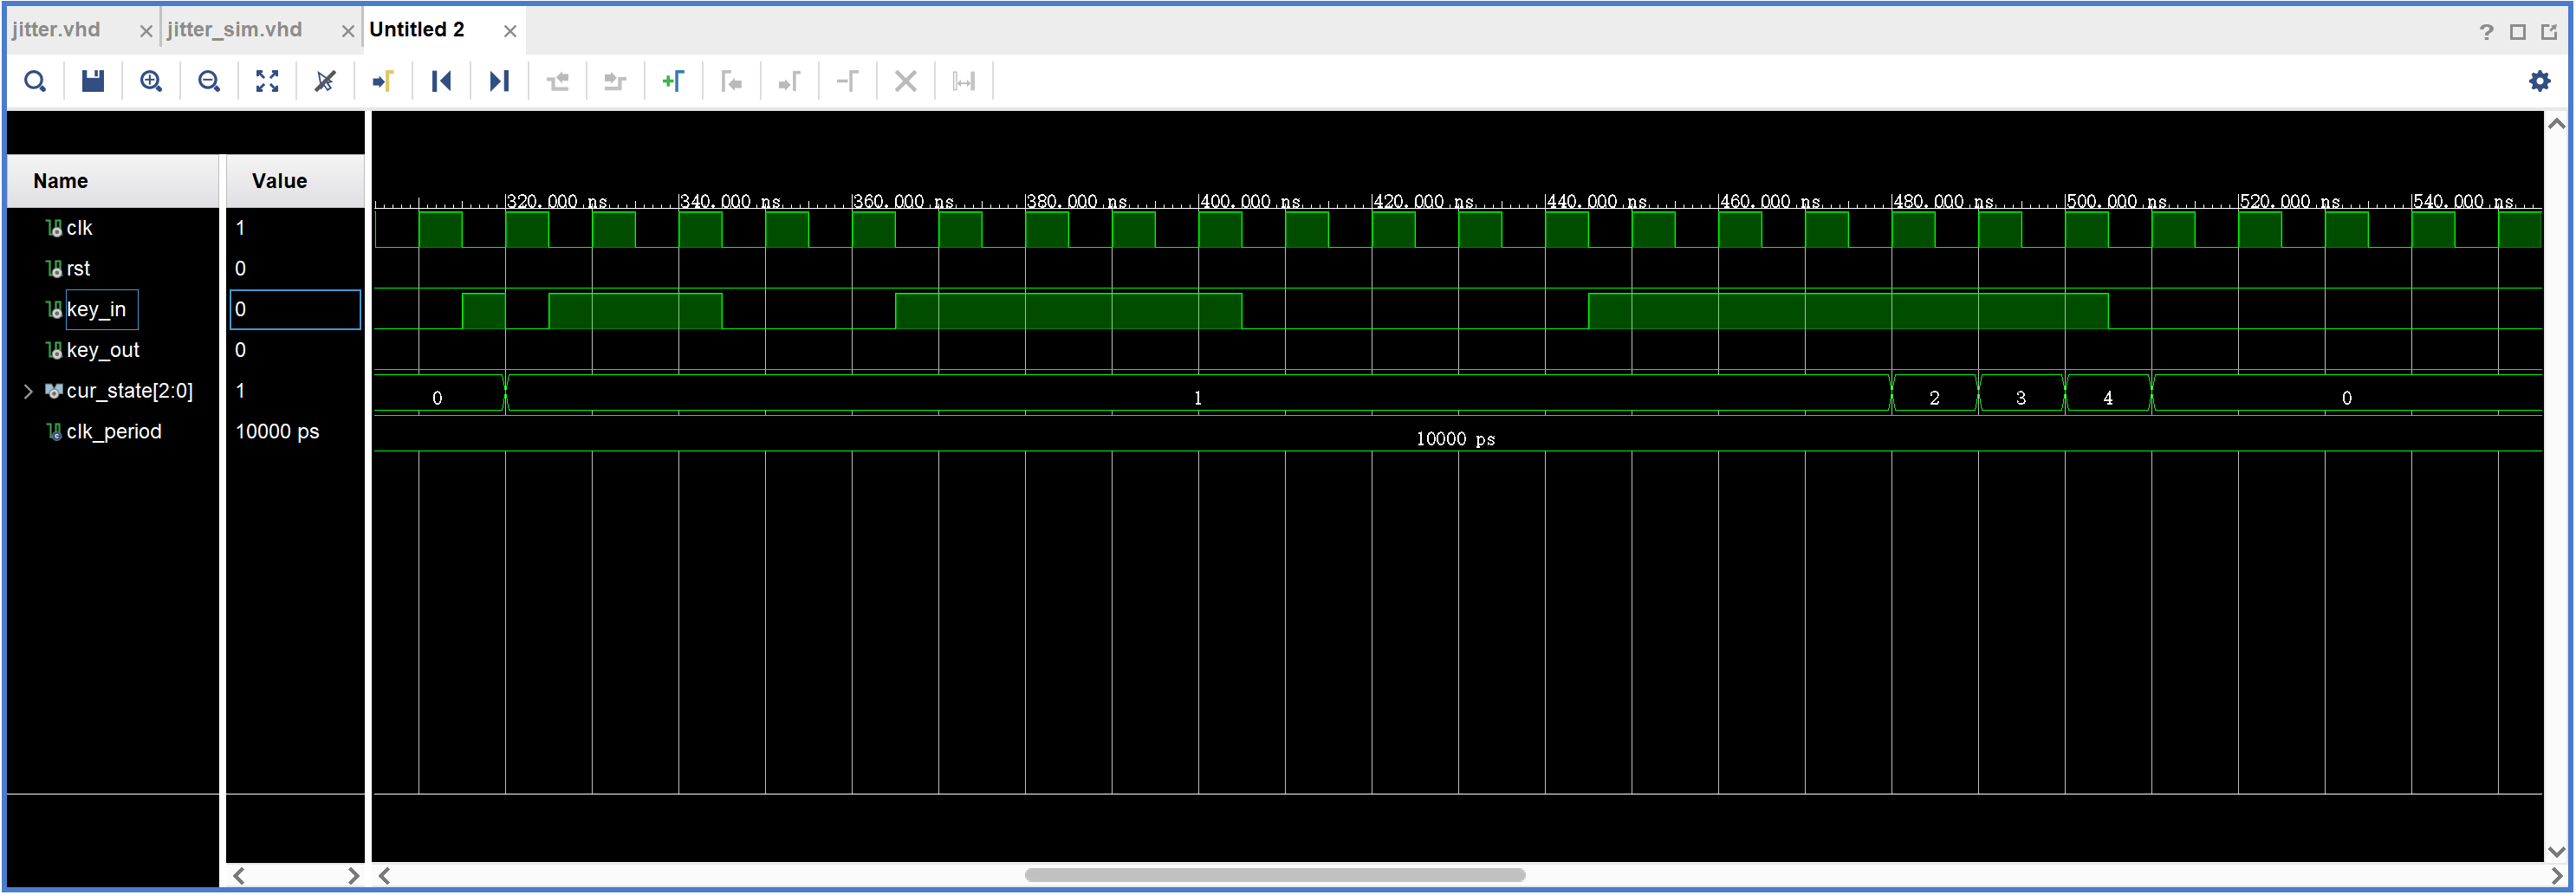 jitter.vhd jitter_sim.vhd Untitled 2
Name Value
320.000 ns 340.000 ns 360.000 ns 380.000 ns 400.000 ns 420.000 ns 440.000 ns 460.000 ns 480.000 ns 500.000 ns 520.000 ns 540.000 ns
clk 1
rst 0
key_in 0
key_out 0
cur_state[2:0] 1 0 1 2 3 4 0
clk_period 10000 ps 10000 ps